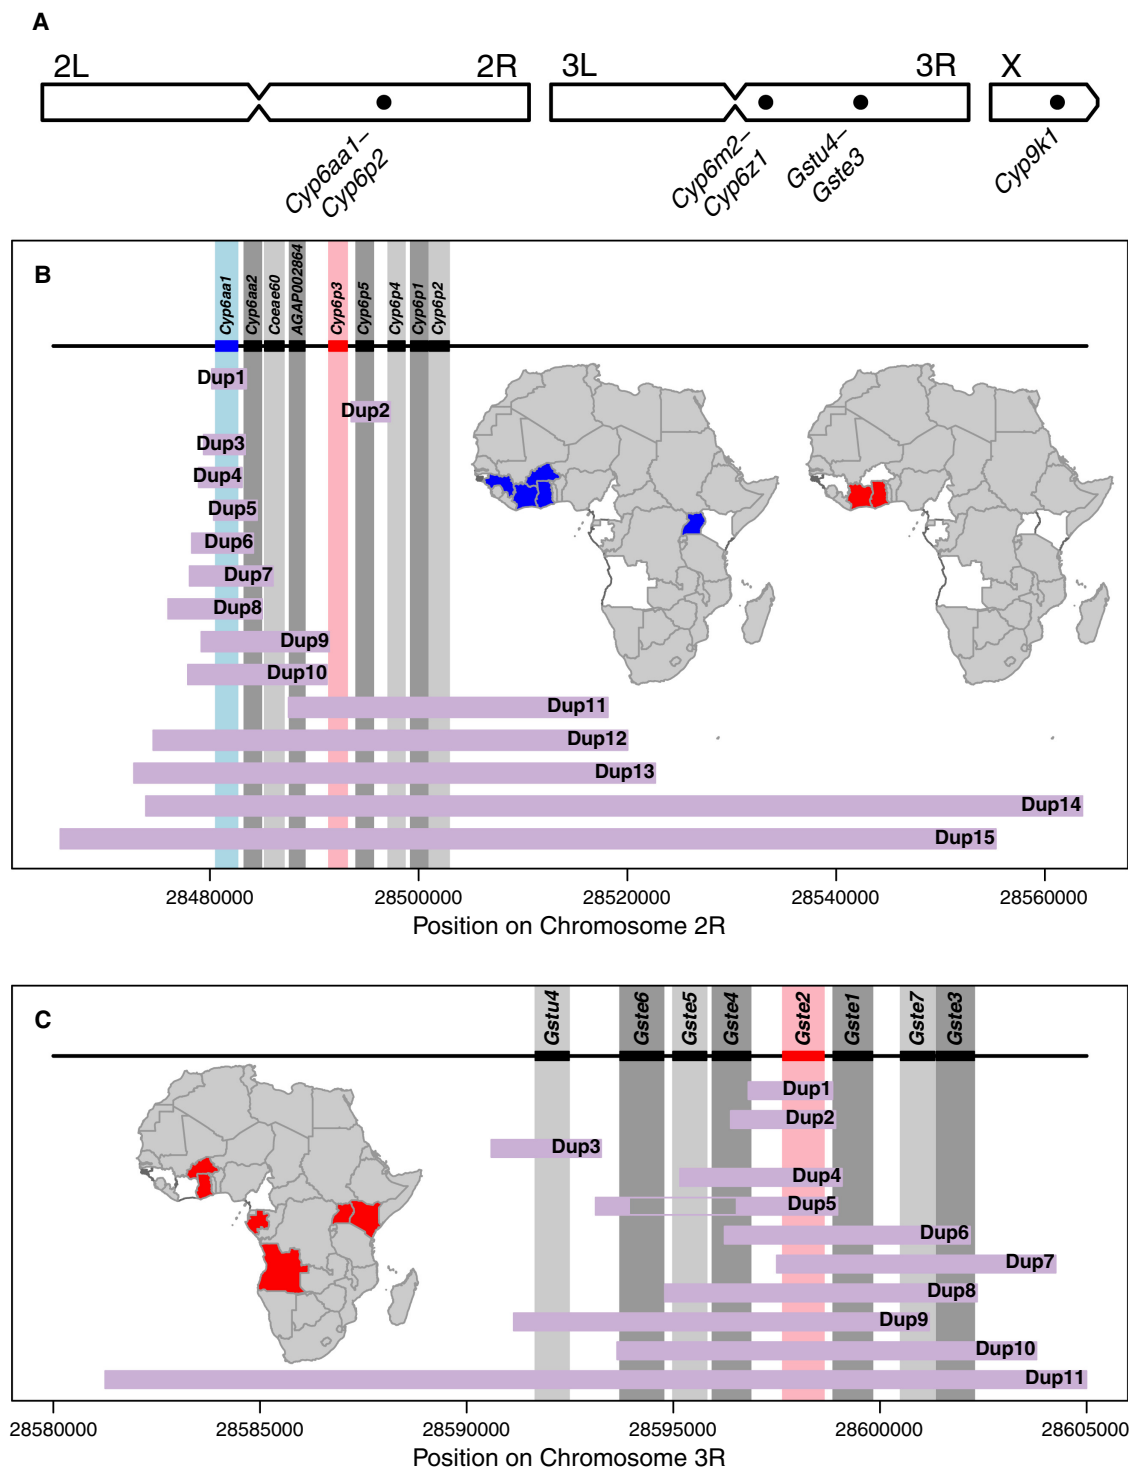 A
2L 2R 3L 3R X
Cyp6aa1–
Cyp6p2
Cyp6m2–
Cyp6z1
Gstu4–
Gste3
Cyp9k1
B
Cyp6aa1
Cyp6aa2
Coeae60
AGAP002864
Cyp6p3
Cyp6p5
Cyp6p4
Cyp6p1
Cyp6p2
Dup1
Dup2
Dup3
Dup4
Dup5
Dup6
Dup7
Dup8
Dup9
Dup10
Dup11
Dup12
Dup13
Dup14
Dup15
28480000 28500000 28520000 28540000 28560000
Position on Chromosome 2R
C
Gstu4
Gste6
Gste5
Gste4
Gste2
Gste1
Gste7
Gste3
Dup1
Dup2
Dup3
Dup4
Dup5
Dup6
Dup7
Dup8
Dup9
Dup10
Dup11
28580000 28585000 28590000 28595000 28600000 28605000
Position on Chromosome 3R